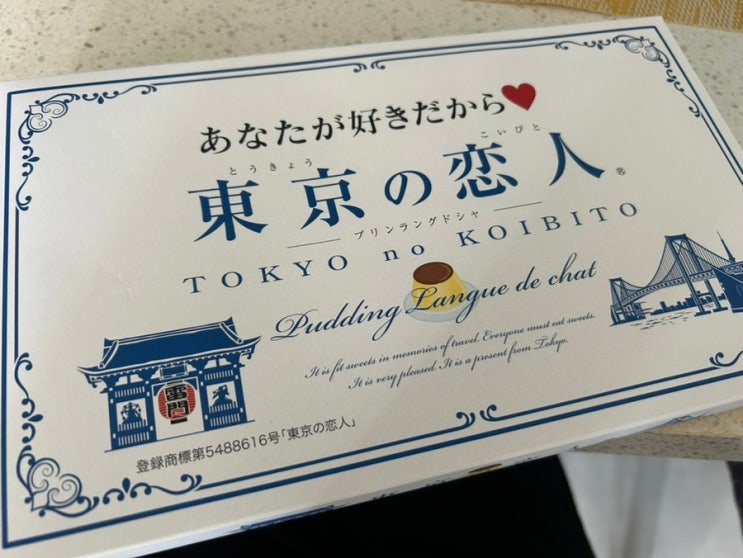 あなたが好きだから♥
とうきょう こいびと
東京の恋人®
プリンラングドシャ
TOKYO no KOIBITO
Pudding Langue de chat
It is fit sweets in memories of travel. Everyone must eat sweets.
It is very pleased. It is a present from Tokyo.
雷門
登録商標第5488616号「東京の恋人」